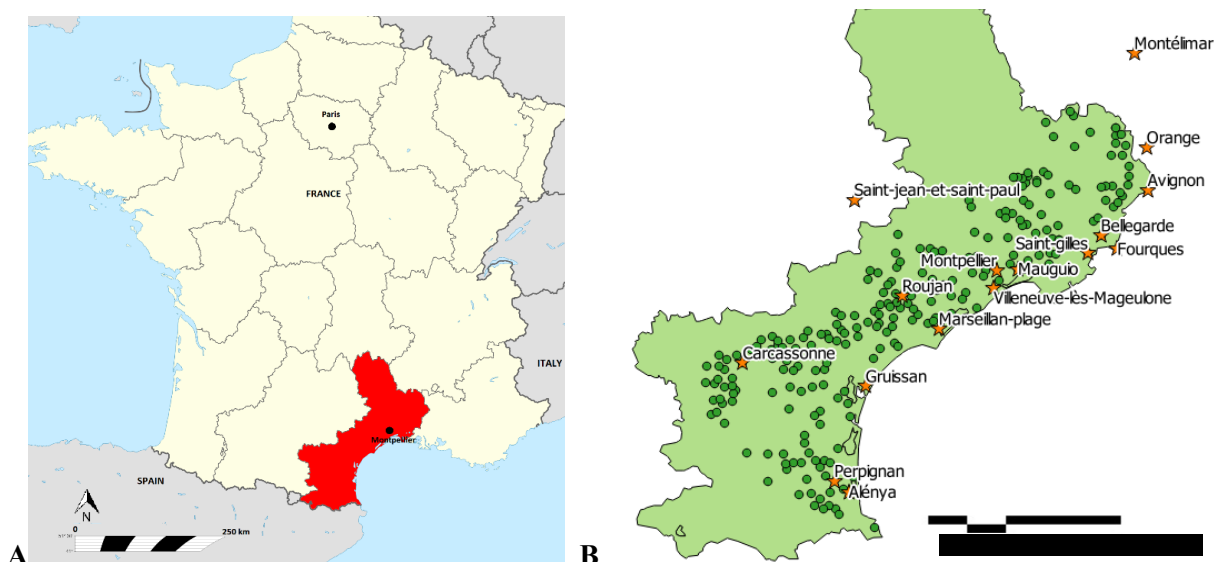 Paris
FRANCE
ITALY
Montpellier
SPAIN
N
0
250 km
A
Montélimar
Orange
Saint-jean-et-saint-paul
Avignon
Bellegarde
Saint-gilles
Fourques
Montpellier
Mauguio
Roujan
Villeneuve-lès-Mageulone
Marseillan-plage
Carcassonne
Gruissan
Perpignan
Alénya
B